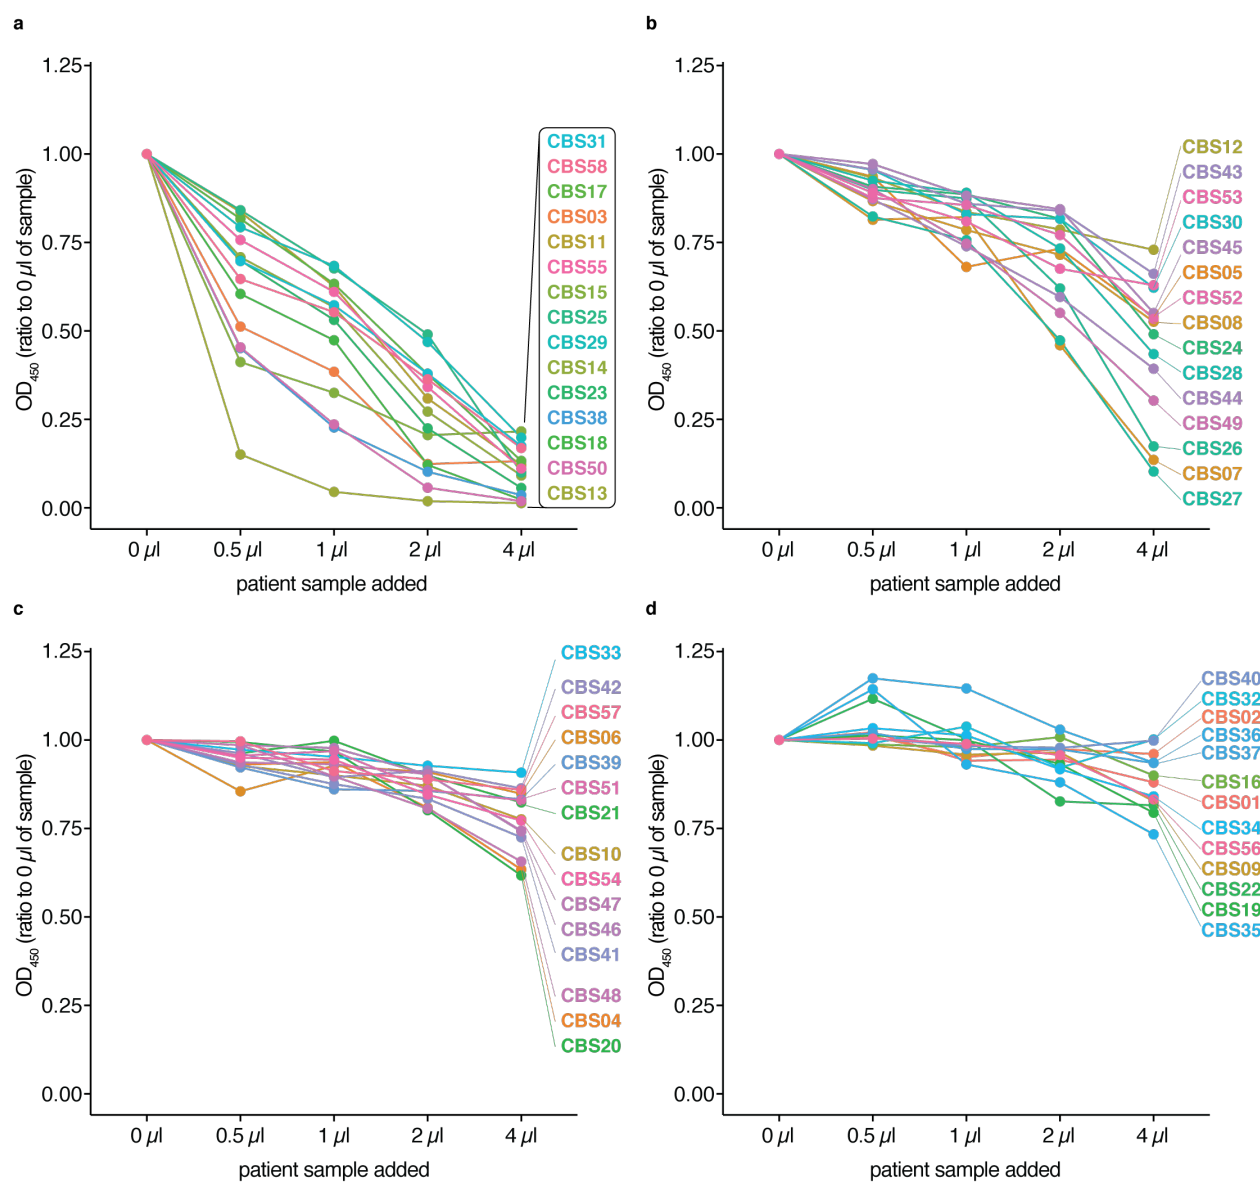 a
1.25
1.00
0.75
0.50
0.25
0.00
OD450 (ratio to 0 µl of sample)
0 µl 0.5 µl 1 µl 2 µl 4 µl
patient sample added
CBS31
CBS58
CBS17
CBS03
CBS11
CBS55
CBS15
CBS25
CBS29
CBS14
CBS23
CBS38
CBS18
CBS50
CBS13
b
1.25
1.00
0.75
0.50
0.25
0.00
OD450 (ratio to 0 µl of sample)
0 µl 0.5 µl 1 µl 2 µl 4 µl
patient sample added
CBS12
CBS43
CBS53
CBS30
CBS45
CBS05
CBS52
CBS08
CBS24
CBS28
CBS44
CBS49
CBS26
CBS07
CBS27
c
1.25
1.00
0.75
0.50
0.25
0.00
OD450 (ratio to 0 µl of sample)
0 µl 0.5 µl 1 µl 2 µl 4 µl
patient sample added
CBS33
CBS42
CBS57
CBS06
CBS39
CBS51
CBS21
CBS10
CBS54
CBS47
CBS46
CBS41
CBS48
CBS04
CBS20
d
1.25
1.00
0.75
0.50
0.25
0.00
OD450 (ratio to 0 µl of sample)
0 µl 0.5 µl 1 µl 2 µl 4 µl
patient sample added
CBS40
CBS32
CBS02
CBS36
CBS37
CBS16
CBS01
CBS34
CBS56
CBS09
CBS22
CBS19
CBS35